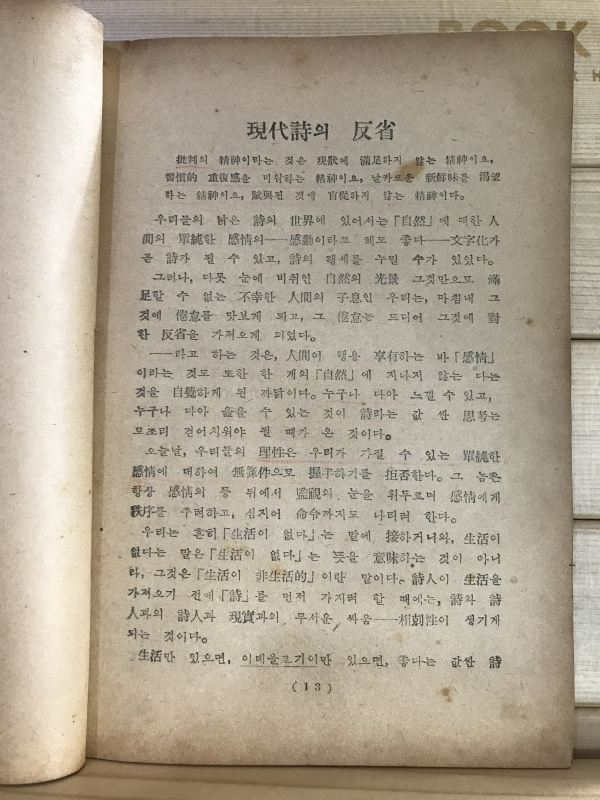 BOOK
現代詩의 反省
批判의 精神이라는 것은 現狀에 滿足하지 않는 精神이요,
習慣的 重複感을 미워하는 精神이요, 날카로운 新鮮味를 渴望
하는 精神이요, 賦與된 것에 盲從하지 않는 精神이다。
우리들의 낡은 詩의 世界에 있어서는「自然」에 대한 人
間의 單純한 感情의——感動이라고 해도 좋다——文字化가
곧 詩가 될 수 있고, 詩의 행세를 누릴 수가 있었다。
그러나, 다못 눈에 비취인 自然의 光景 그것만으로 滿
足할 수 없는 不幸한 人間의 子息인 우리는, 마침내 그
것에 倦怠를 맛보게 되고, 그 倦怠는 드디어 그것에 對
한 反省을 가져오게 되었다。
——라고 하는 것은, 人間이 행용 享有하는 바「感情」
이라는 것도 또한 한 개의「自然」에 지나지 않는 다는
것을 自覺하게 된 까닭이다。누구나 다아 느낄 수 있고,
누구나 다아 읊을 수 있는 것이 詩라는 값 싼 思考는
모조리 걷어치워야 될 때가 온 것이다。
오늘날, 우리들의 理性은 우리가 가질 수 있는 單純한
感情에 대하여 無條件으로 握手하기를 拒否한다。그 놈은
항상 感情의 등 뒤에서 監視의 눈을 휘두르며 感情에게
秩序를 주려하고, 심지어 命令까지도 나리려 한다。
우리는 흔히「生活이 없다」는 말에 接하거니와, 生活이
없다는 말은「生活이 없다」는 뜻을 意味하는 것이 아니
라, 그것은「生活이 非生活的」이란 말이다。詩人이 生活을
가져오기 전에「詩」를 먼저 가지려 할 때에는, 詩와 詩
人과의 詩人과 現實과의 무서운 싸움——相剋性이 생기게
되는 것이다。
生活만 있으면, 이데올로기이만 있으면, 좋다는 값싼 詩
(13)